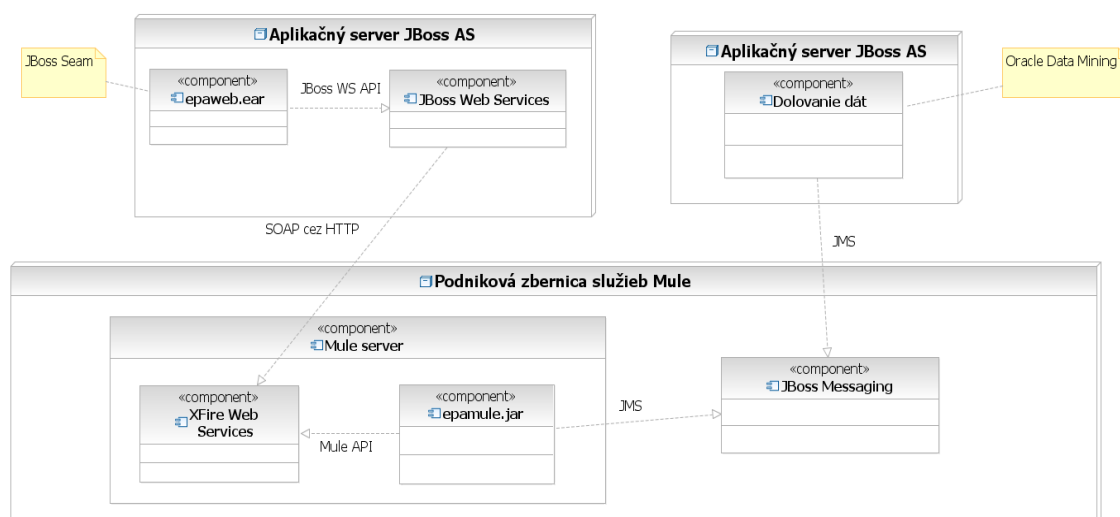 Aplikačný server JBoss AS
JBoss Seam
«component»
epaweb.ear
JBoss WS API
«component»
JBoss Web Services
Aplikačný server JBoss AS
«component»
Dolovanie dát
Oracle Data Mining
SOAP cez HTTP
JMS
Podniková zbernica služieb Mule
«component»
Mule server
«component»
XFire Web
Services
Mule API
«component»
epamule.jar
JMS
«component»
JBoss Messaging